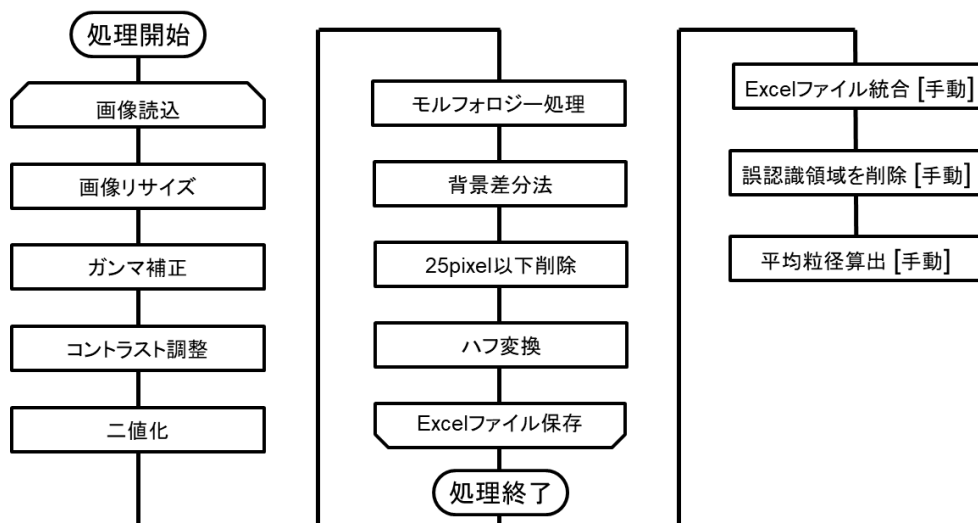 処理開始
画像読込
画像リサイズ
ガンマ補正
コントラスト調整
二値化
モルフォロジー処理
背景差分法
25pixel以下削除
ハフ変換
Excelファイル保存
処理終了
Excelファイル統合 [手動]
誤認識領域を削除 [手動]
平均粒径算出 [手動]